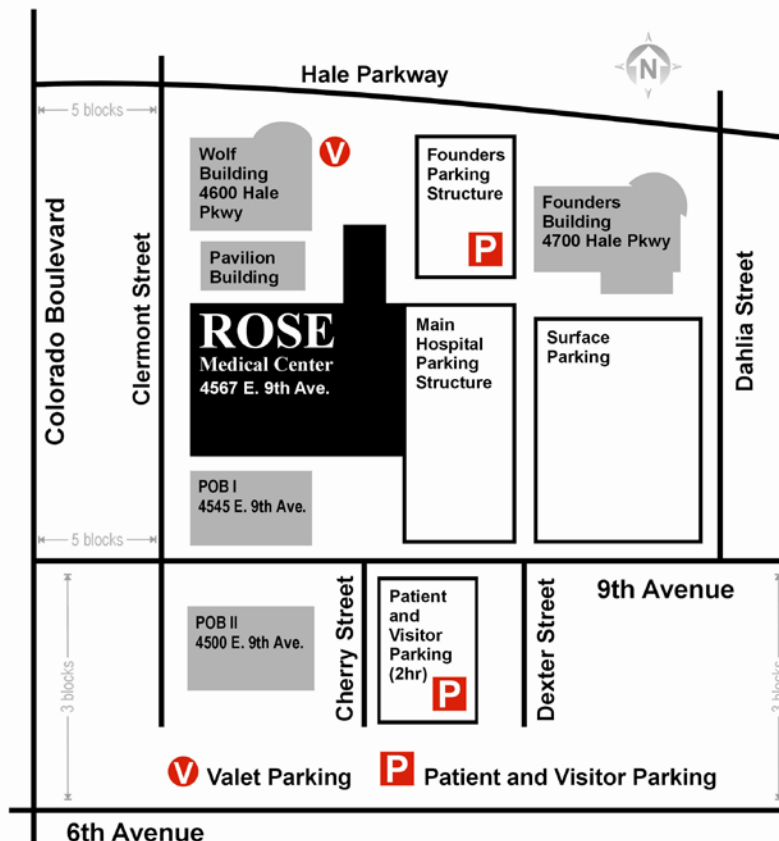 Hale Parkway
N
5 blocks
Wolf
Building
4600 Hale
Pkwy
V
Founders
Parking
Structure
P
Founders
Building
4700 Hale Pkwy
Pavilion
Building
Colorado Boulevard
Clermont Street
ROSE
Medical Center
4567 E. 9th Ave.
Main
Hospital
Parking
Structure
Surface
Parking
Dahlia Street
POB I
4545 E. 9th Ave.
5 blocks
9th Avenue
3 blocks
POB II
4500 E. 9th Ave.
Cherry Street
Patient
and
Visitor
Parking
(2hr)
P
Dexter Street
3 blocks
V Valet Parking
P Patient and Visitor Parking
6th Avenue